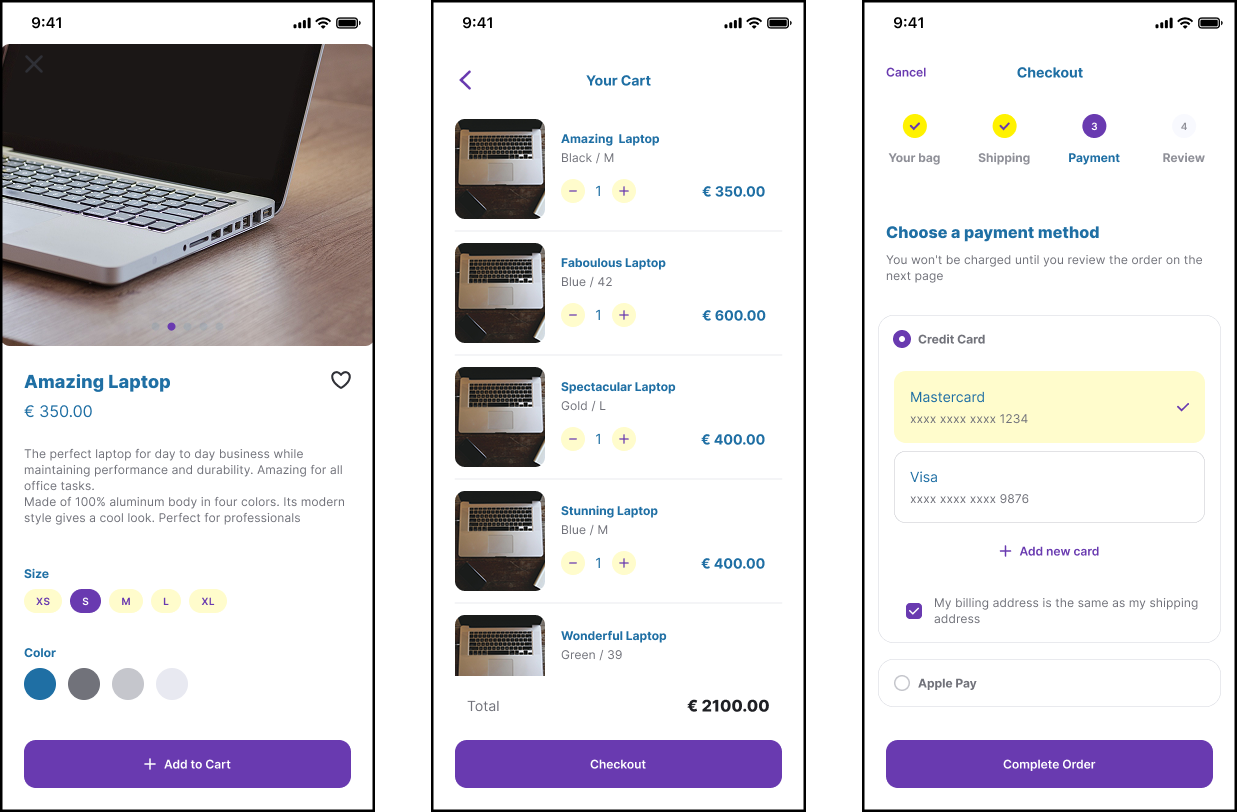 9:41
Amazing Laptop
€ 350.00
The perfect laptop for day to day business while
maintaining performance and durability. Amazing for all
office tasks.
Made of 100% aluminum body in four colors. Its modern
style gives a cool look. Perfect for professionals
Size
XS S M L XL
Color
Add to Cart
9:41
Your Cart
Amazing Laptop
Black / M
1 € 350.00
Faboulous Laptop
Blue / 42
1 € 600.00
Spectacular Laptop
Gold / L
1 € 400.00
Stunning Laptop
Blue / M
1 € 400.00
Wonderful Laptop
Green / 39
Total € 2100.00
Checkout
9:41
Cancel Checkout
3 4
Your bag Shipping Payment Review
Choose a payment method
You won't be charged until you review the order on the
next page
Credit Card
Mastercard
xxxx xxxx xxxx 1234
Visa
xxxx xxxx xxxx 9876
Add new card
My billing address is the same as my shipping
address
Apple Pay
Complete Order